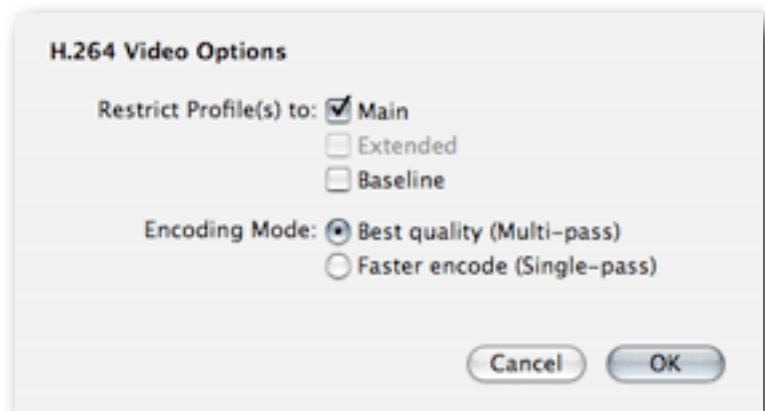 H.264 Video Options
Restrict Profile(s) to: Main
Extended
Baseline
Encoding Mode: Best quality (Multi-pass)
Faster encode (Single-pass)
Cancel OK